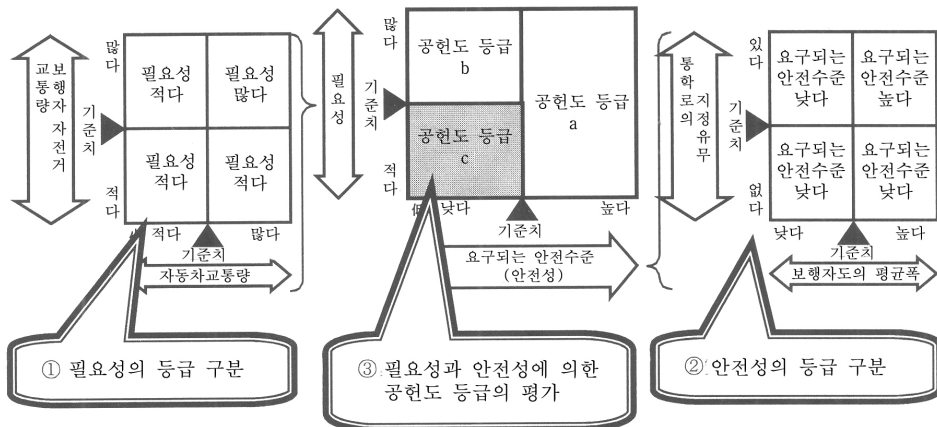 많다
보행자 자전거
교통량
기준치
적다
필요성
적다
필요성
많다
필요성
적다
필요성
적다
적다
많다
기준치
자동차교통량
① 필요성의 등급 구분
많다
필요성
기준치
적다
공헌도 등급
b
공헌도 등급
a
공헌도 등급
c
低
낮다
높다
기준치
요구되는 안전수준
(안전성)
③ 필요성과 안전성에 의한
공헌도 등급의 평가
있다
통학로의
지정유무
기준치
없다
요구되는
안전수준
낮다
요구되는
안전수준
높다
요구되는
안전수준
낮다
요구되는
안전수준
낮다
낮다
높다
기준치
보행자도의 평균폭
② 안전성의 등급 구분